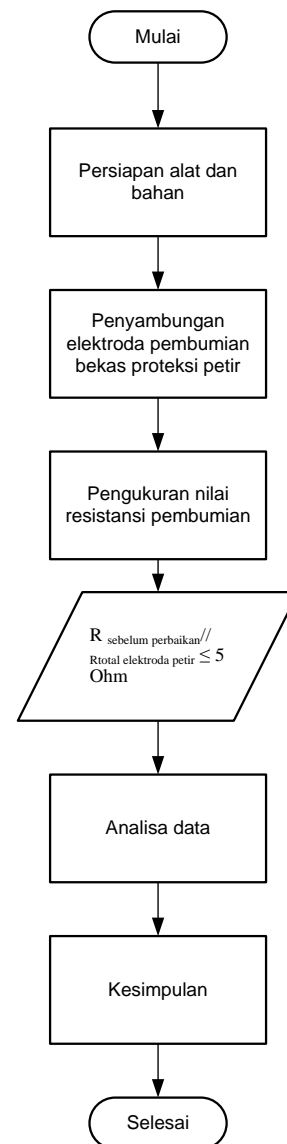 Mulai
Persiapan alat dan
bahan
Penyambungan
elektroda pembumian
bekas proteksi petir
Pengukuran nilai
resistansi pembumian
R sebelum perbaikan//
Rtotal elektroda petir ≤ 5
Ohm
Analisa data
Kesimpulan
Selesai